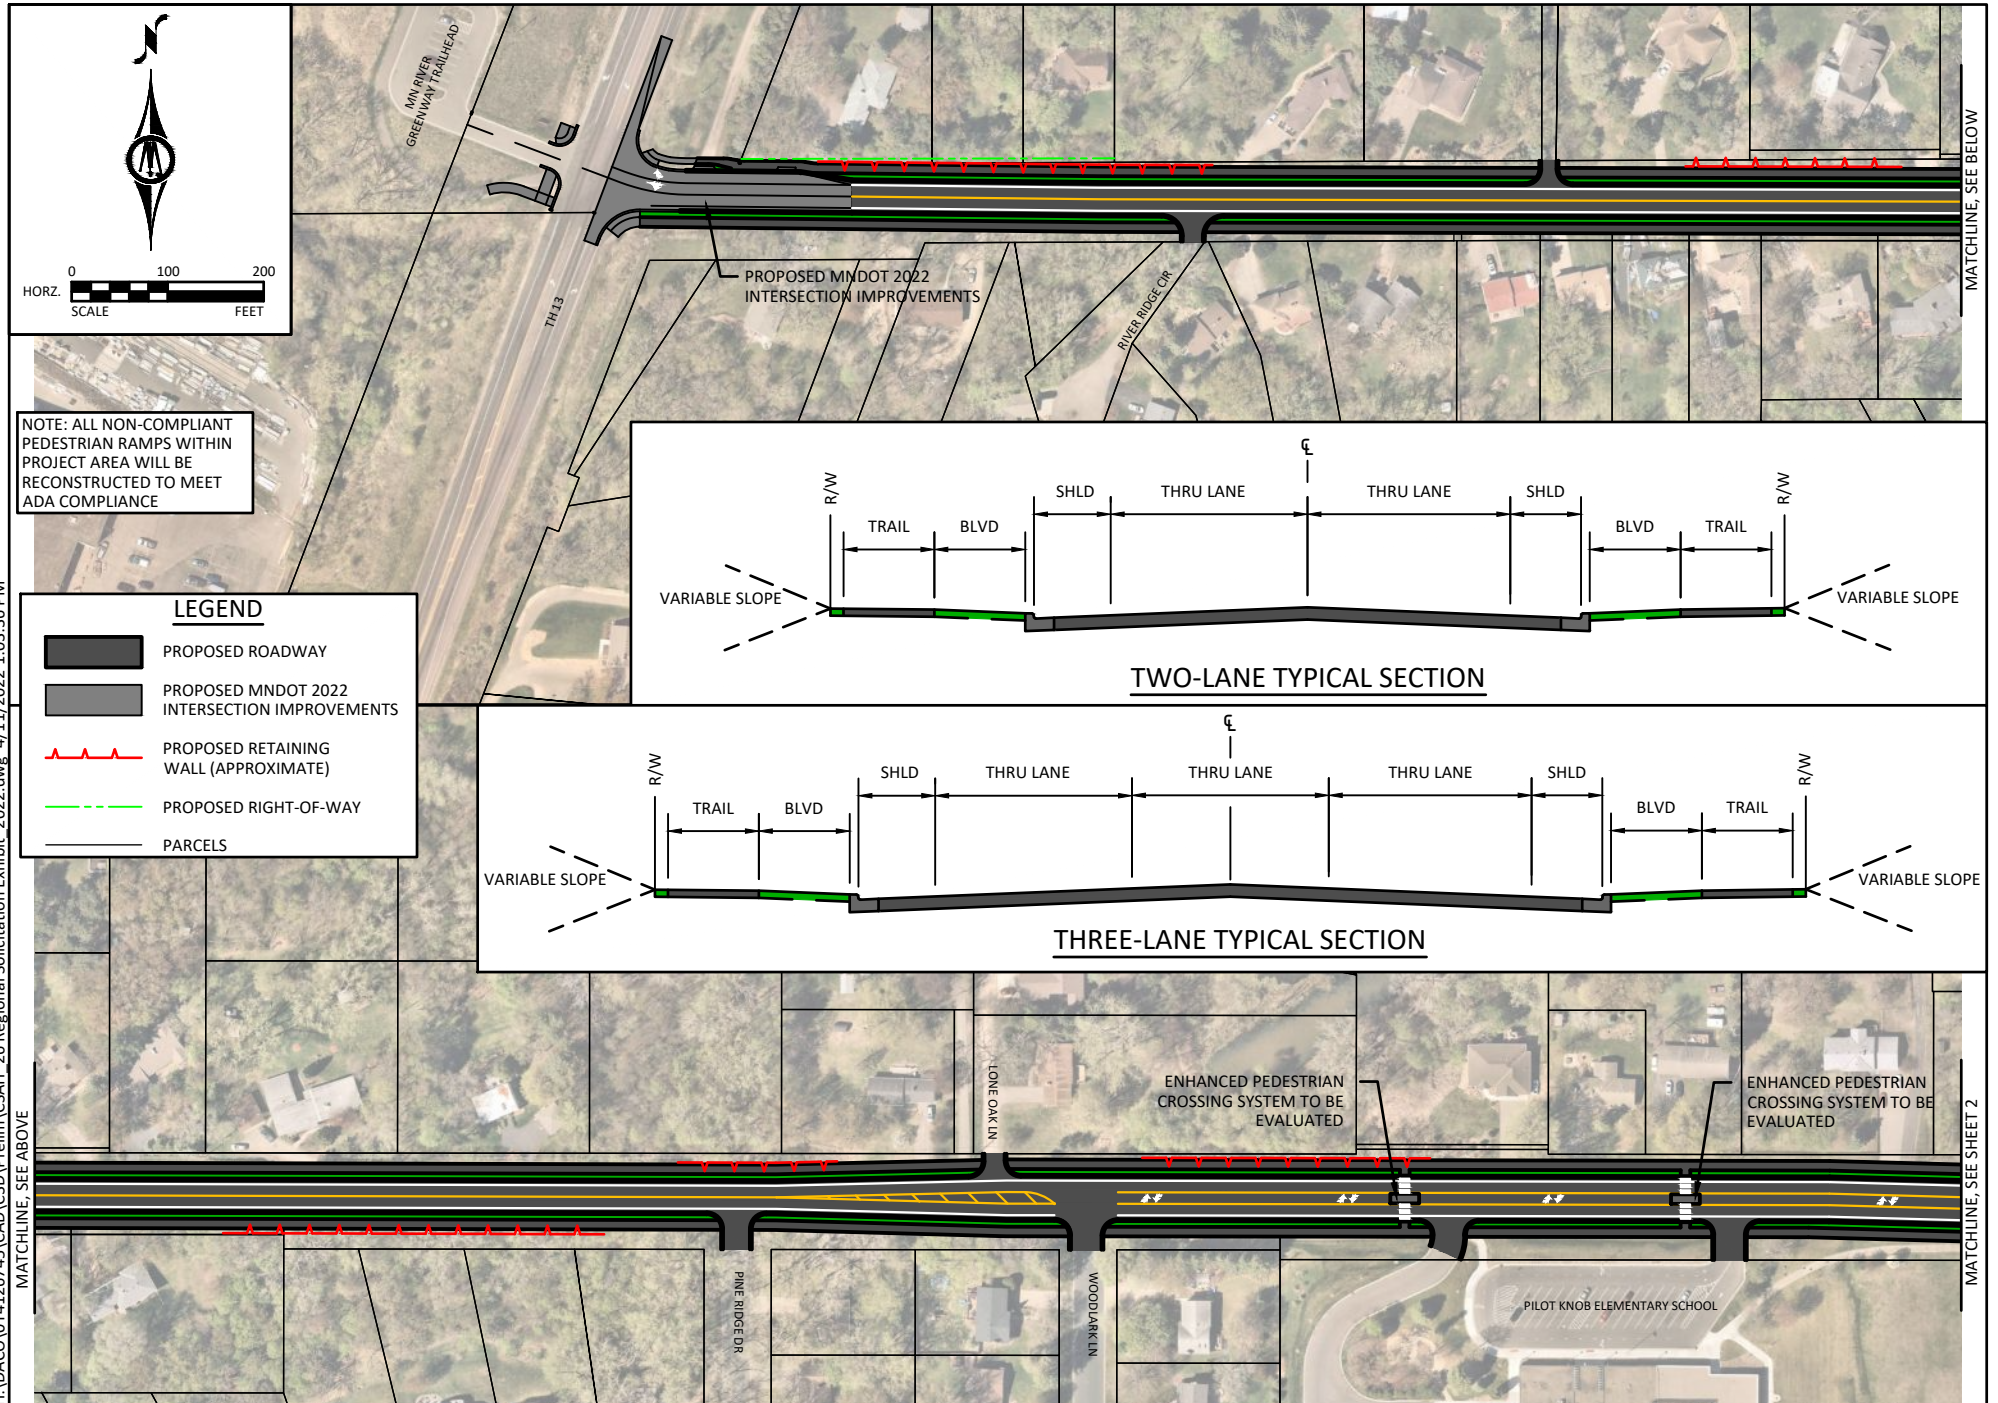 N
0 100 200
HORZ.
SCALE FEET
MN RIVER
GREENWAY TRAILHEAD
TH 13
PROPOSED MNDOT 2022
INTERSECTION IMPROVEMENTS
RIVER RIDGE CIR
MATCHLINE, SEE BELOW
NOTE: ALL NON-COMPLIANT
PEDESTRIAN RAMPS WITHIN
PROJECT AREA WILL BE
RECONSTRUCTED TO MEET
ADA COMPLIANCE
LEGEND
PROPOSED ROADWAY
PROPOSED MNDOT 2022
INTERSECTION IMPROVEMENTS
PROPOSED RETAINING
WALL (APPROXIMATE)
PROPOSED RIGHT-OF-WAY
PARCELS
℄
R/W SHLD THRU LANE THRU LANE SHLD R/W
TRAIL BLVD BLVD TRAIL
VARIABLE SLOPE VARIABLE SLOPE
TWO-LANE TYPICAL SECTION
℄
R/W SHLD THRU LANE THRU LANE THRU LANE SHLD R/W
TRAIL BLVD BLVD TRAIL
VARIABLE SLOPE VARIABLE SLOPE
THREE-LANE TYPICAL SECTION
MATCHLINE, SEE ABOVE
LONE OAK LN
ENHANCED PEDESTRIAN
CROSSING SYSTEM TO BE
EVALUATED
ENHANCED PEDESTRIAN
CROSSING SYSTEM TO BE
EVALUATED
MATCHLINE, SEE SHEET 2
PINE RIDGE DR
WOODLARK LN
PILOT KNOB ELEMENTARY SCHOOL